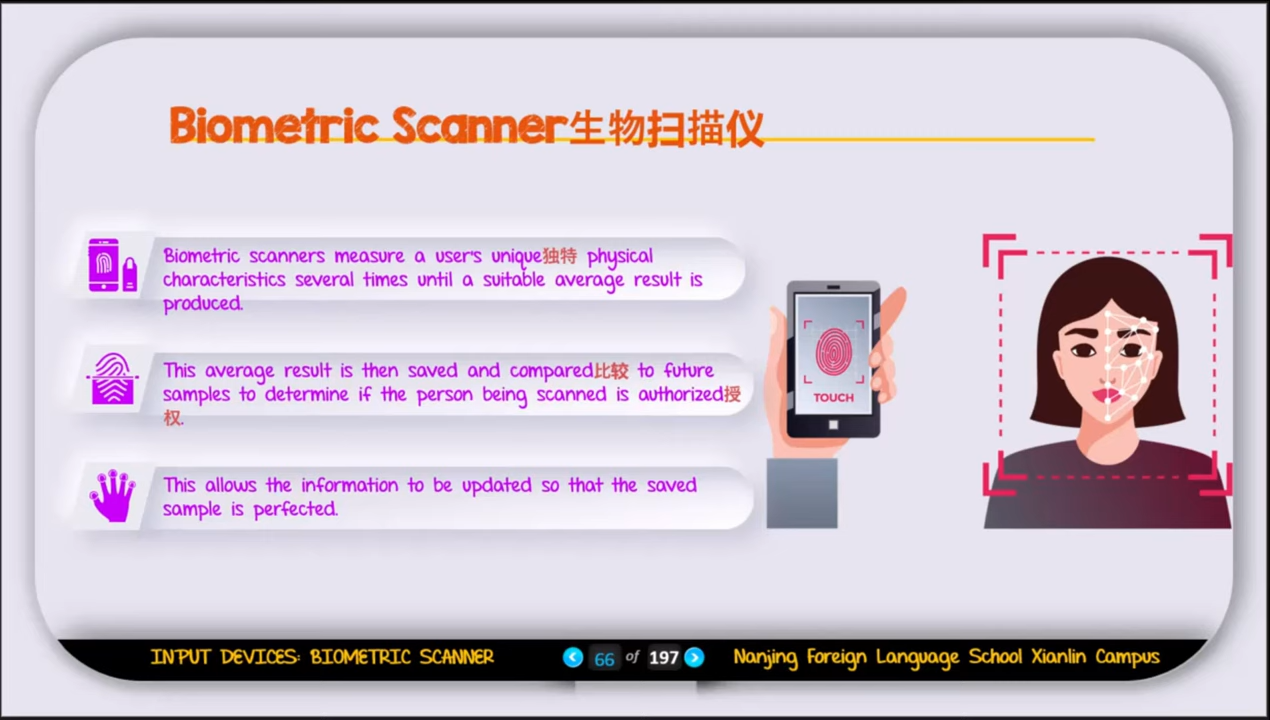 Biometric Scanner生物扫描仪
Biometric scanners measure a user's unique独特 physical
characteristics several times until a suitable average result is
produced.
This average result is then saved and compared比较 to future
samples to determine if the person being scanned is authorized授
权.
This allows the information to be updated so that the saved
sample is perfected.
TOUCH
INPUT DEVICES: BIOMETRIC SCANNER
66 of 197
Nanjing Foreign Language School Xianlin Campus